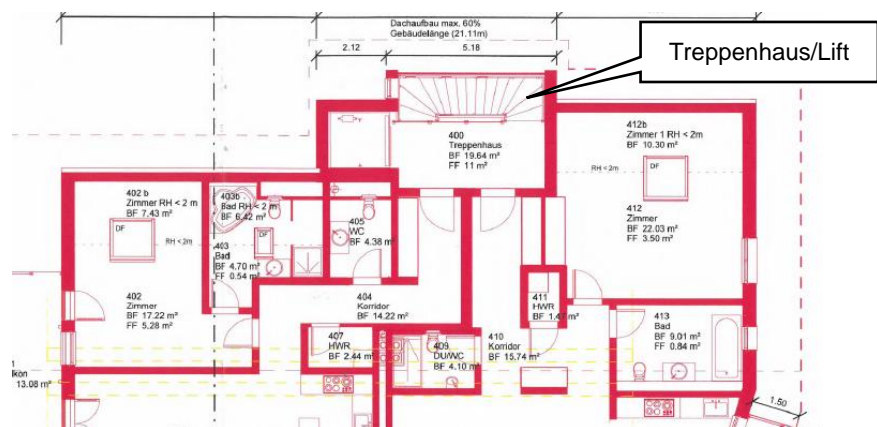 Dachaufbau max. 60%
Gebäudelänge (21.11m)
2.12
5.18
Treppenhaus/Lift
400
Treppenhaus
BF 19.64 m²
FF 11 m²
412b
Zimmer 1 RH < 2m
BF 10.30 m²
RH < 2m
DF
412
Zimmer
BF 22.03 m²
FF 3.50 m²
402 b
Zimmer RH < 2 m
BF 7.43 m²
DF
RH < 2m
403b
Bad RH < 2 m
BF 6.42 m²
DF
405
WC
BF 4.38 m²
403
Bad
BF 4.70 m²
FF 0.54 m²
402
Zimmer
BF 17.22 m²
FF 5.28 m²
404
Korridor
BF 14.22 m²
411
HWR
BF 1.47 m²
413
Bad
BF 9.01 m²
FF 0.84 m²
407
HWR
BF 2.44 m²
409
DU/WC
BF 4.10 m²
410
Korridor
BF 15.74 m²
13.08 m²
1.50